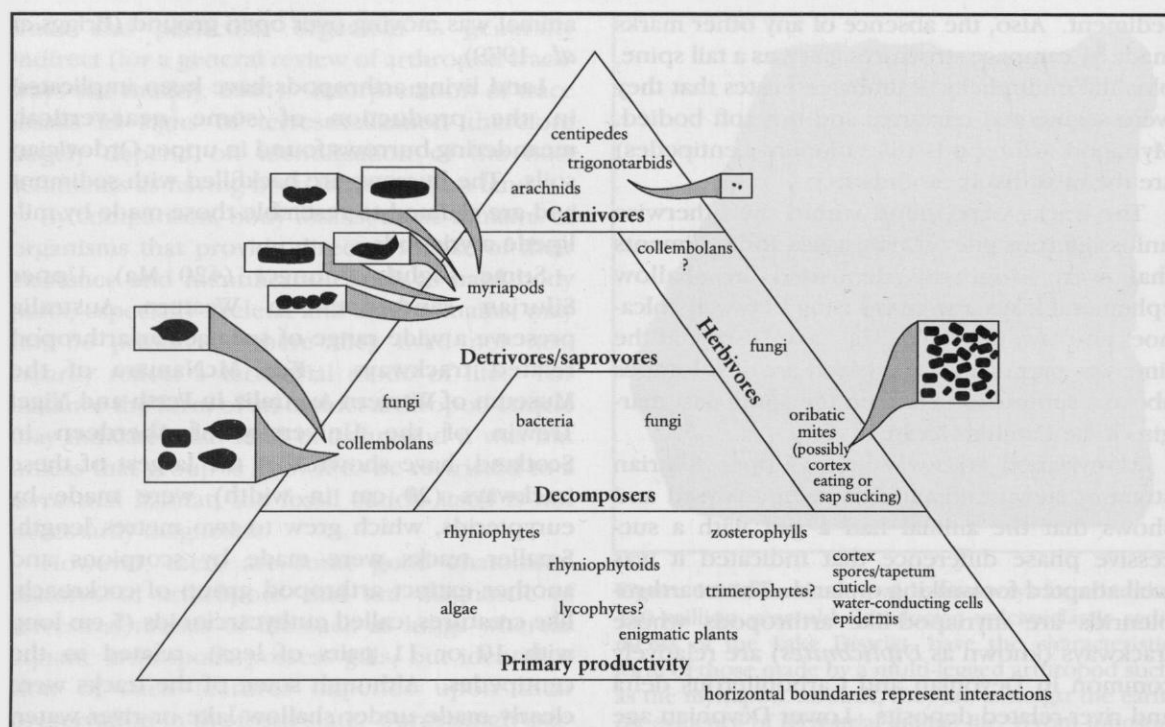 centipedes
trigonotarbids
arachnids
Carnivores
collembolans
?
myriapods
Herbivores
fungi
Detrivores/saprovores
fungi
bacteria
fungi
oribatic
mites
(possibly
cortex
eating or
sap sucking)
collembolans
Decomposers
rhyniophytes
zosterophylls
rhyniophytoids
cortex
spores/tapetum
cuticle
water-conducting cells
epidermis
trimerophytes?
algae
lycophytes?
enigmatic plants
Primary productivity
horizontal boundaries represent interactions